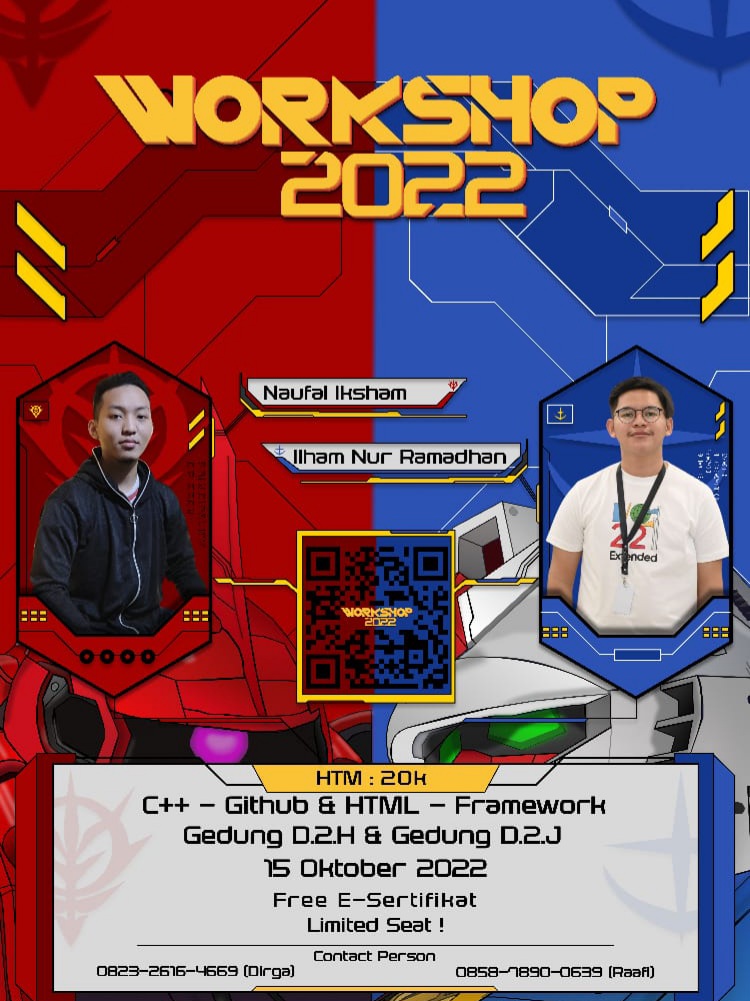 WORKSHOP
2022
Naufal Iksham
Ilham Nur Ramadhan
22
Extended
WORKSHOP
2022
HTM : 20k
C++ - Github & HTML - Framework
Gedung D.2.H & Gedung D.2.J
15 Oktober 2022
Free E-Sertifikat
Limited Seat !
Contact Person
0823-2616-4669 (Dirga)
0858-7890-0639 (Raafi)